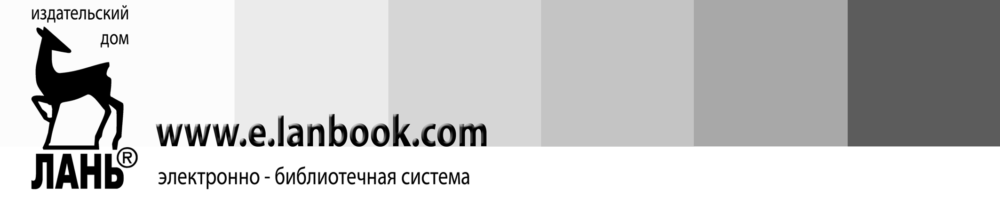 издательский
дом
ЛАНЬ®
www.e.lanbook.com
электронно - библиотечная система